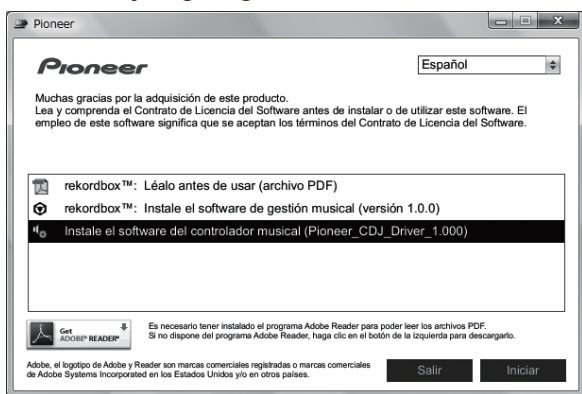 Pioneer
Pioneer
Español
Muchas gracias por la adquisición de este producto.
Lea y comprenda el Contrato de Licencia del Software antes de instalar o de utilizar este software. El
empleo de este software significa que se aceptan los términos del Contrato de Licencia del Software.
rekordbox™: Léalo antes de usar (archivo PDF)
rekordbox™: Instale el software de gestión musical (versión 1.0.0)
Instale el software del controlador musical (Pioneer_CDJ_Driver_1.000)
Get
ADOBE® READER®
Es necesario tener instalado el programa Adobe Reader para poder leer los archivos PDF.
Si no dispone del programa Adobe Reader, haga clic en el botón de la izquierda para descargarlo.
Adobe, el logotipo de Adobe y Reader son marcas comerciales registradas o marcas comerciales
de Adobe Systems Incorporated en los Estados Unidos y/o en otros países.
Salir
Iniciar